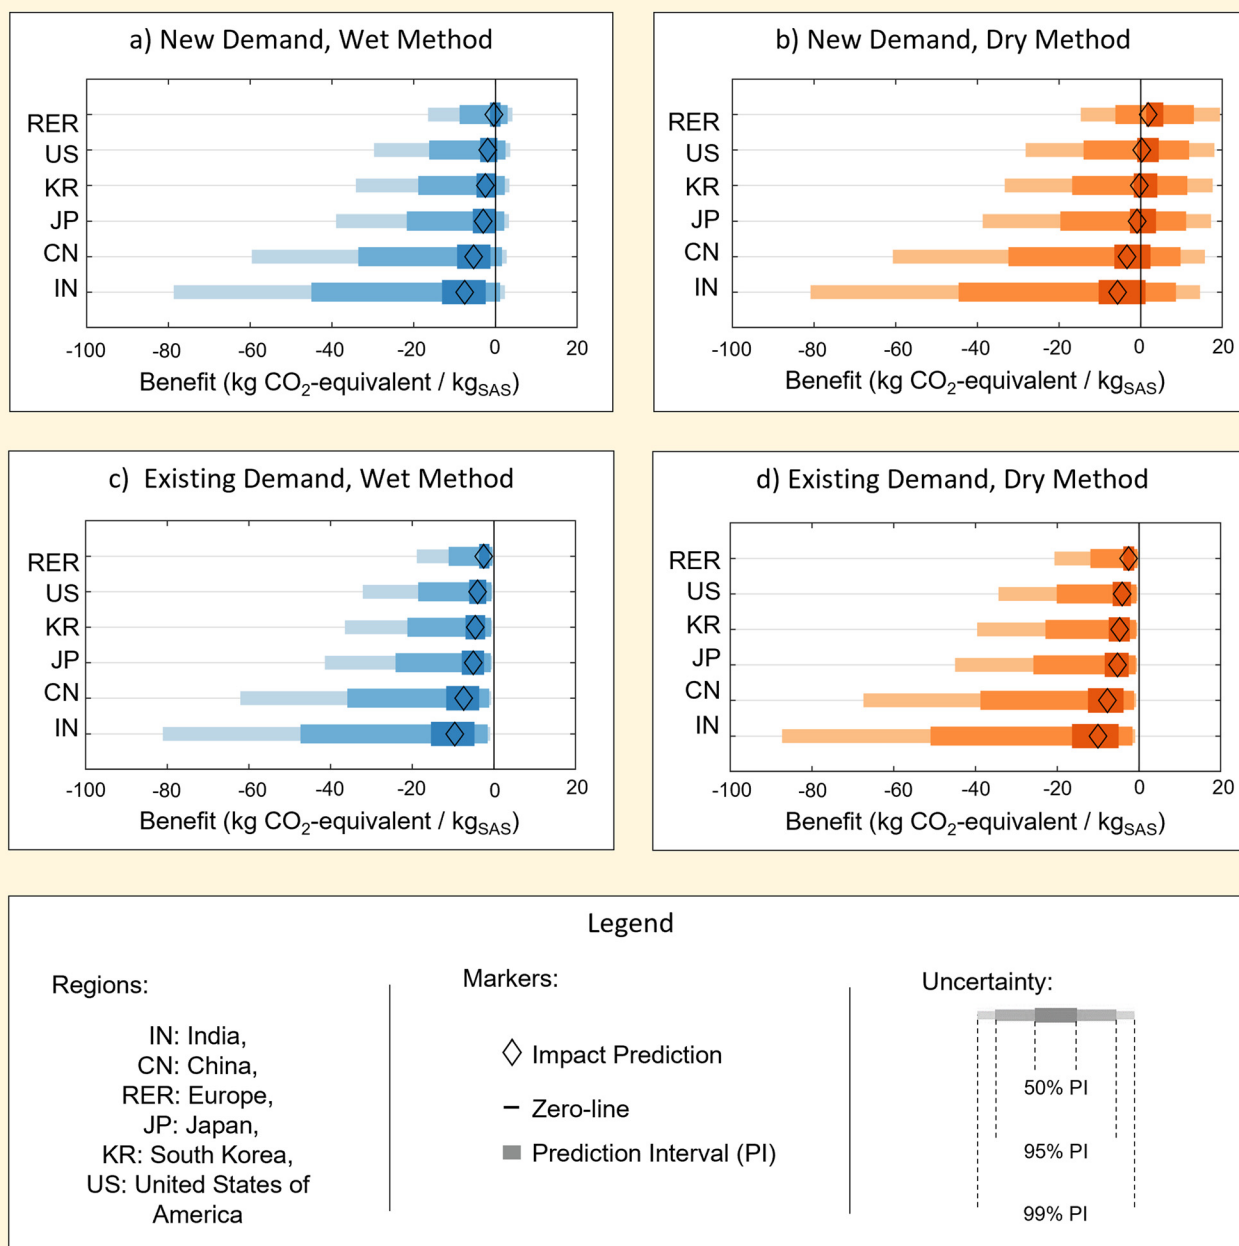 a) New Demand, Wet Method
RER
US
KR
JP
CN
IN
-100 -80 -60 -40 -20 0 20
Benefit (kg CO₂-equivalent / kg_SAS)
b) New Demand, Dry Method
RER
US
KR
JP
CN
IN
-100 -80 -60 -40 -20 0 20
Benefit (kg CO₂-equivalent / kg_SAS)
c) Existing Demand, Wet Method
RER
US
KR
JP
CN
IN
-100 -80 -60 -40 -20 0 20
Benefit (kg CO₂-equivalent / kg_SAS)
d) Existing Demand, Dry Method
RER
US
KR
JP
CN
IN
-100 -80 -60 -40 -20 0 20
Benefit (kg CO₂-equivalent / kg_SAS)
Legend
Regions:
IN: India,
CN: China,
RER: Europe,
JP: Japan,
KR: South Korea,
US: United States of
America
Markers:
Impact Prediction
Zero-line
Prediction Interval (PI)
Uncertainty:
50% PI
95% PI
99% PI